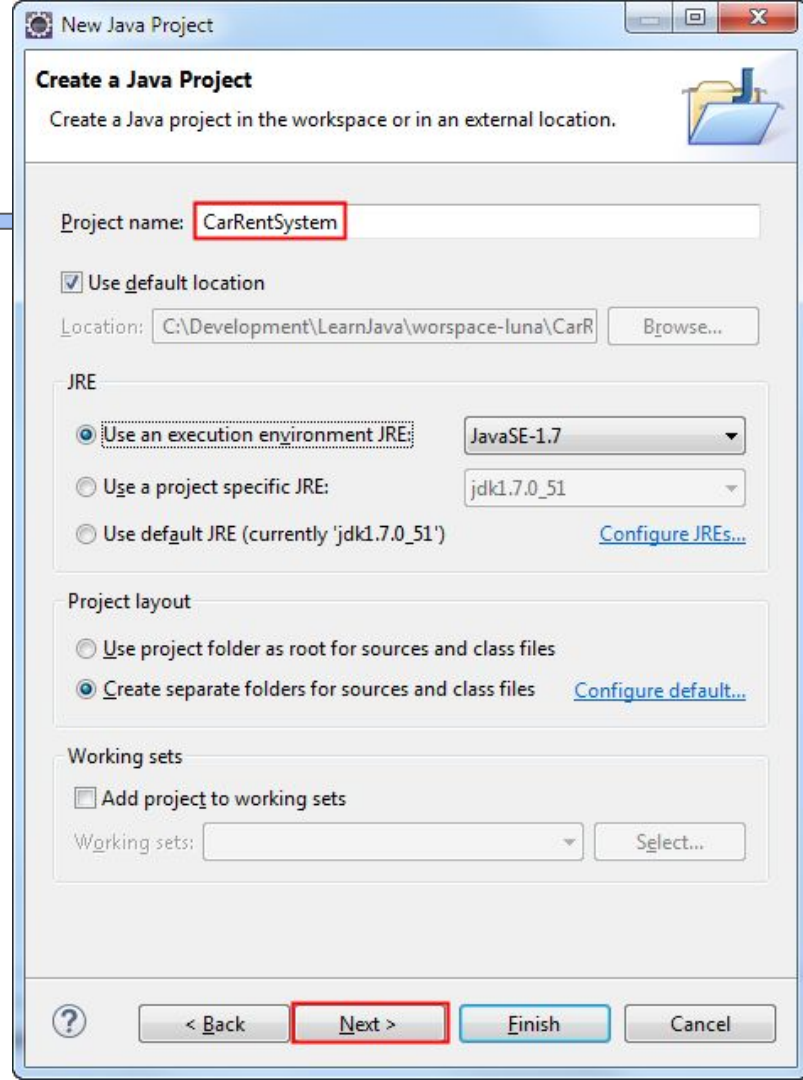 New Java Project
Create a Java Project
Create a Java project in the workspace or in an external location.
Project name: CarRentSystem
Use default location
Location: C:\Development\LearnJava\worspace-luna\CarR Browse...
JRE
Use an execution environment JRE: JavaSE-1.7
Use a project specific JRE: jdk1.7.0_51
Use default JRE (currently 'jdk1.7.0_51') Configure JREs...
Project layout
Use project folder as root for sources and class files
Create separate folders for sources and class files Configure default...
Working sets
Add project to working sets
Working sets: Select...
? < Back Next > Finish Cancel